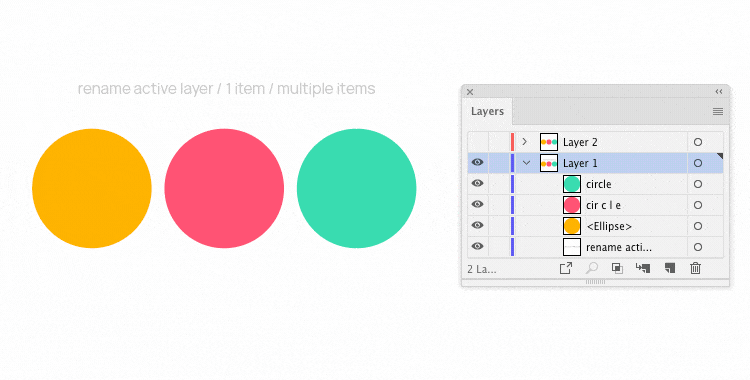 rename active layer / 1 item / multiple items
Layers
Layer 2
Layer 1
circle
cir c l e
<Ellipse>
rename acti...
2 La...